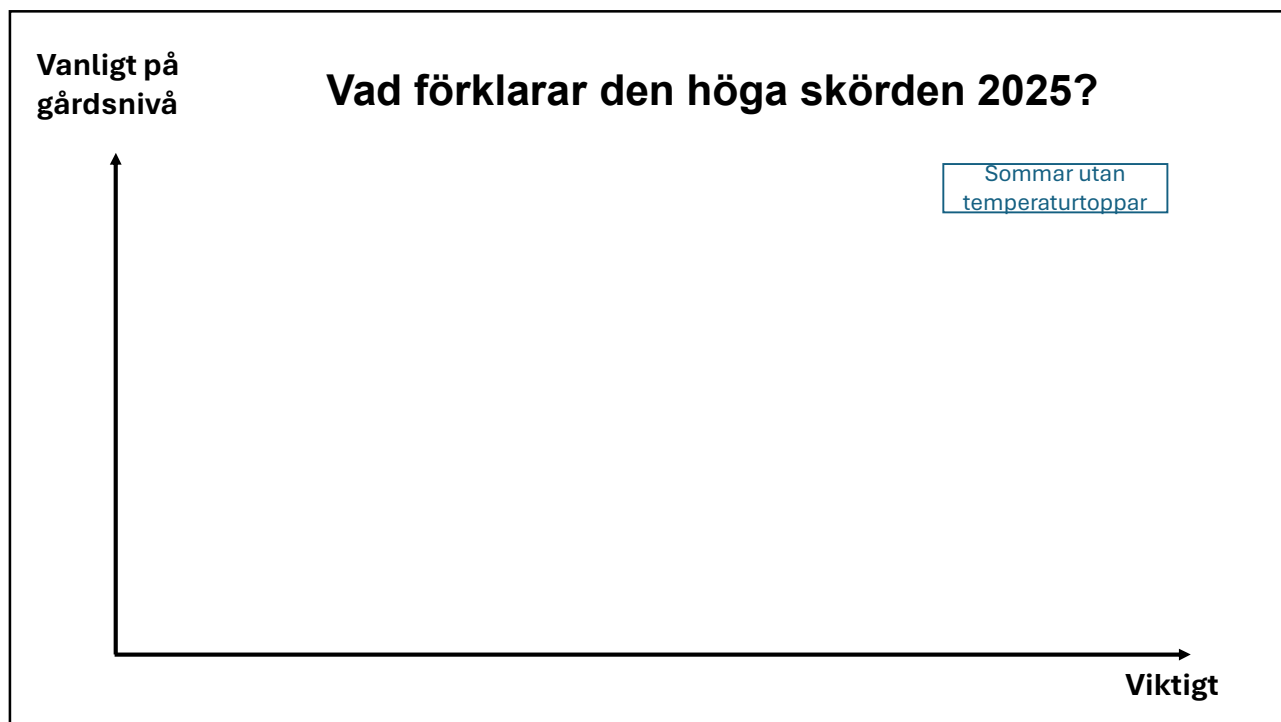 Vanligt på
gårdsnivå
Vad förklarar den höga skörden 2025?
Sommar utan
temperaturtoppar
Viktigt